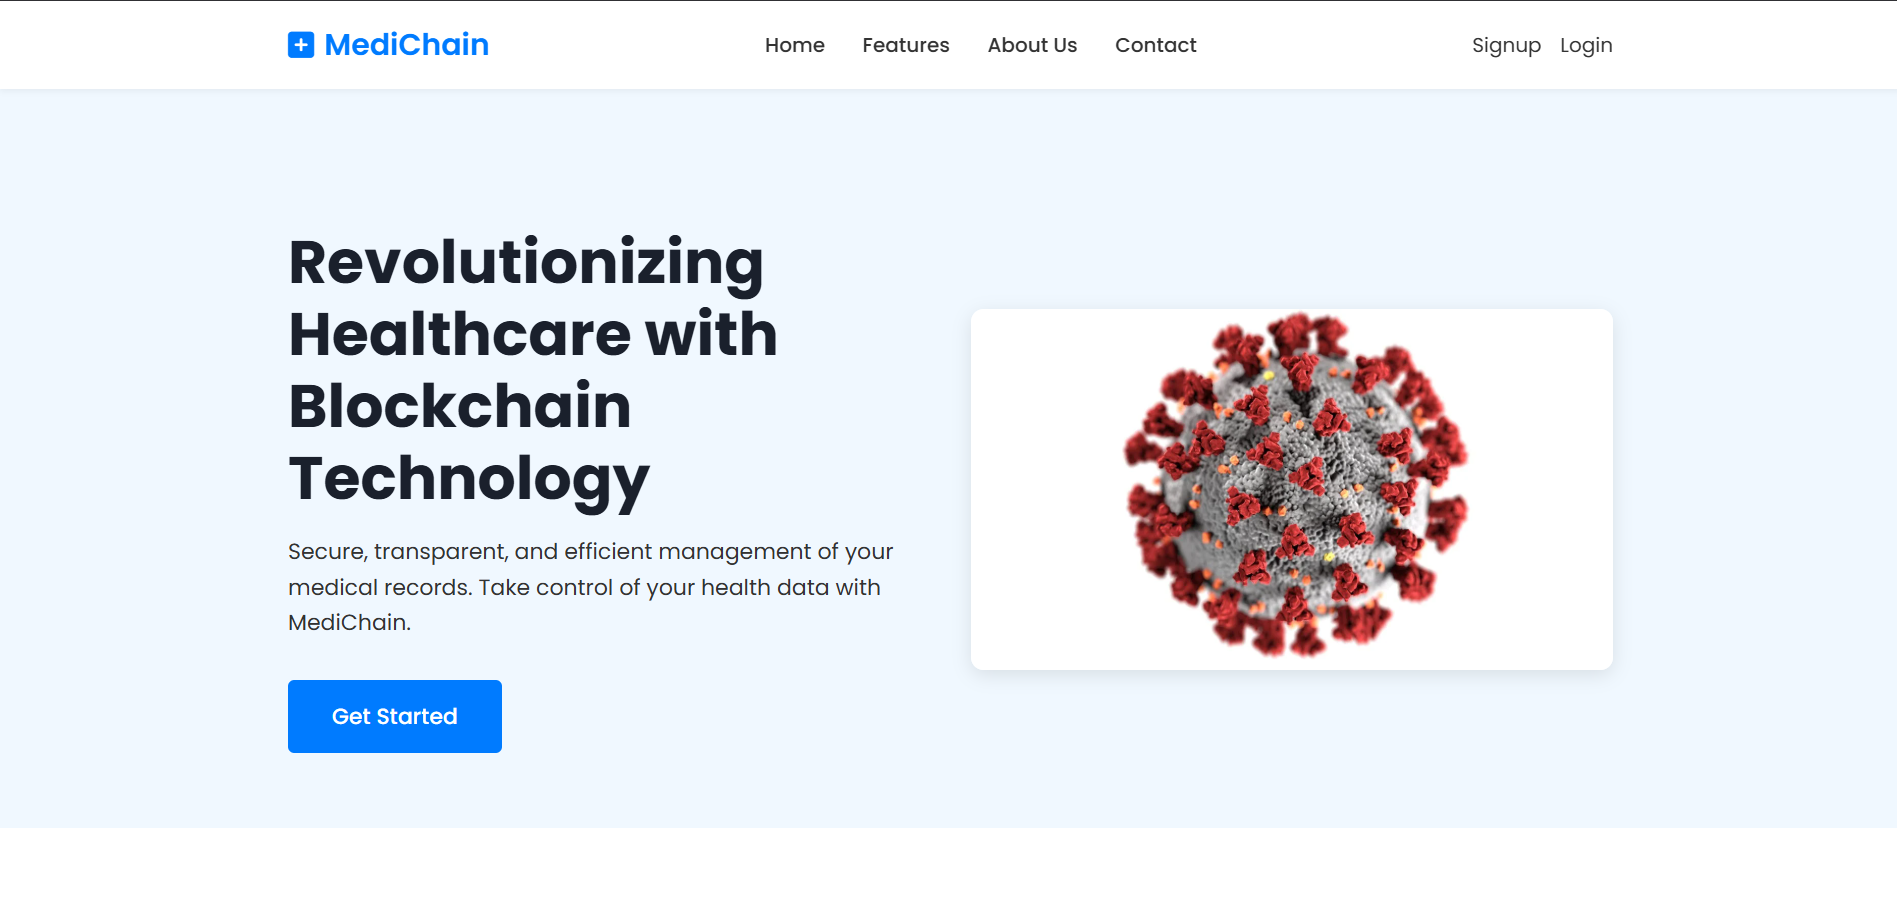 MediChain
Home Features About Us Contact
Signup Login
Revolutionizing
Healthcare with
Blockchain
Technology
Secure, transparent, and efficient management of your
medical records. Take control of your health data with
MediChain.
Get Started